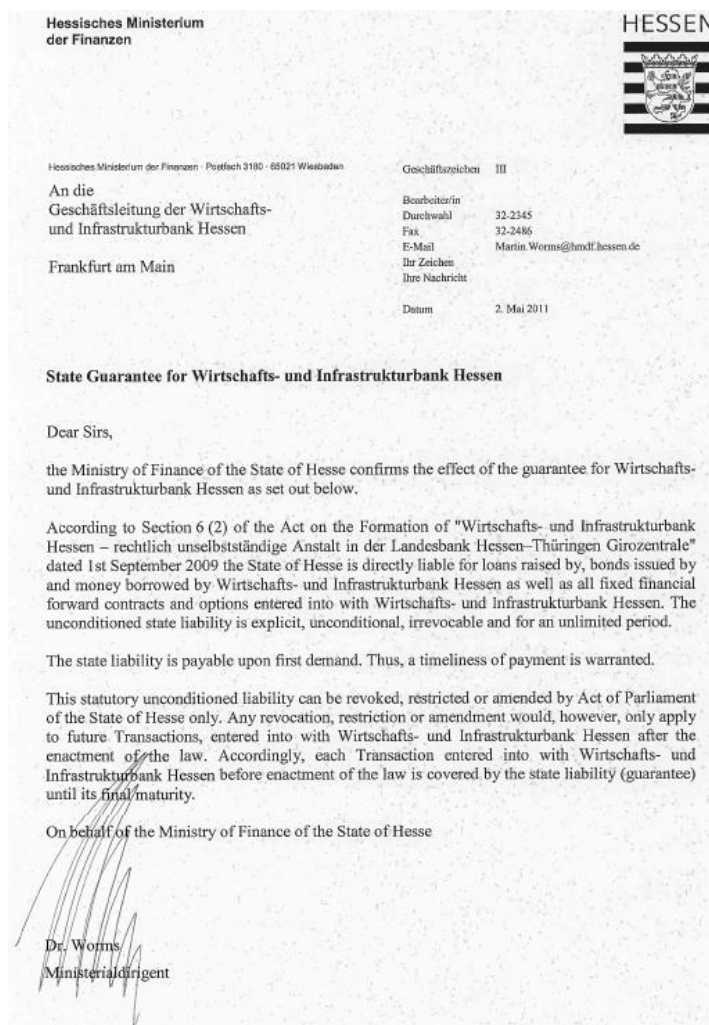 Hessisches Ministerium
der Finanzen
HESSEN
Hessisches Ministerium der Finanzen · Postfach 3180 · 65021 Wiesbaden
An die
Geschäftsleitung der Wirtschafts-
und Infrastrukturbank Hessen
Frankfurt am Main
Geschäftszeichen III
Bearbeiter/in
Durchwahl 32-2345
Fax 32-2486
E-Mail Martin.Worms@hmdf.hessen.de
Ihr Zeichen
Ihre Nachricht
Datum 2. Mai 2011
State Guarantee for Wirtschafts- und Infrastrukturbank Hessen
Dear Sirs,
the Ministry of Finance of the State of Hesse confirms the effect of the guarantee for Wirtschafts-
und Infrastrukturbank Hessen as set out below.
According to Section 6 (2) of the Act on the Formation of "Wirtschafts- und Infrastrukturbank
Hessen – rechtlich unselbstständige Anstalt in der Landesbank Hessen–Thüringen Girozentrale"
dated 1st September 2009 the State of Hesse is directly liable for loans raised by, bonds issued by
and money borrowed by Wirtschafts- und Infrastrukturbank Hessen as well as all fixed financial
forward contracts and options entered into with Wirtschafts- und Infrastrukturbank Hessen. The
unconditioned state liability is explicit, unconditional, irrevocable and for an unlimited period.
The state liability is payable upon first demand. Thus, a timeliness of payment is warranted.
This statutory unconditioned liability can be revoked, restricted or amended by Act of Parliament
of the State of Hesse only. Any revocation, restriction or amendment would, however, only apply
to future Transactions, entered into with Wirtschafts- und Infrastrukturbank Hessen after the
enactment of the law. Accordingly, each Transaction entered into with Wirtschafts- und
Infrastrukturbank Hessen before enactment of the law is covered by the state liability (guarantee)
until its final maturity.
On behalf of the Ministry of Finance of the State of Hesse
Dr. Worms
Ministerialdirigent